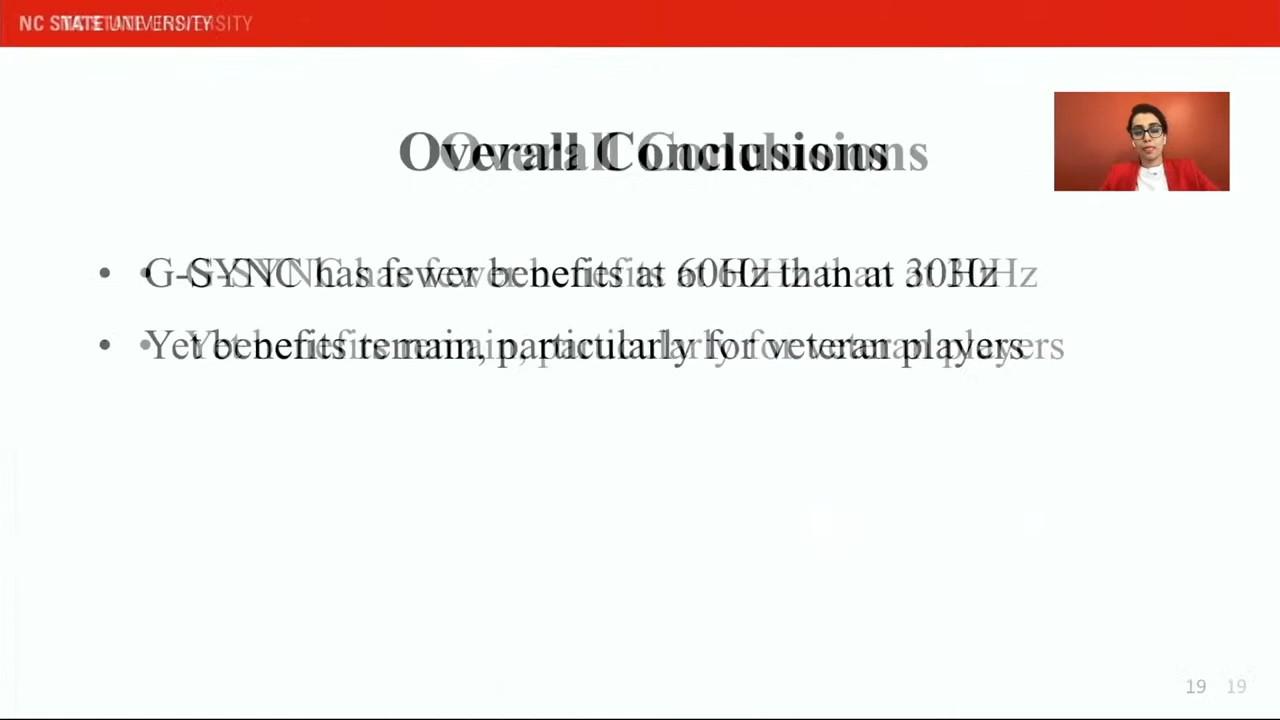 NC STATE UNIVERSITY
Overall Conclusions
• G-SYNC has fewer benefits at 60Hz than at 30Hz
• Yet benefits remain, particularly for veteran players
19